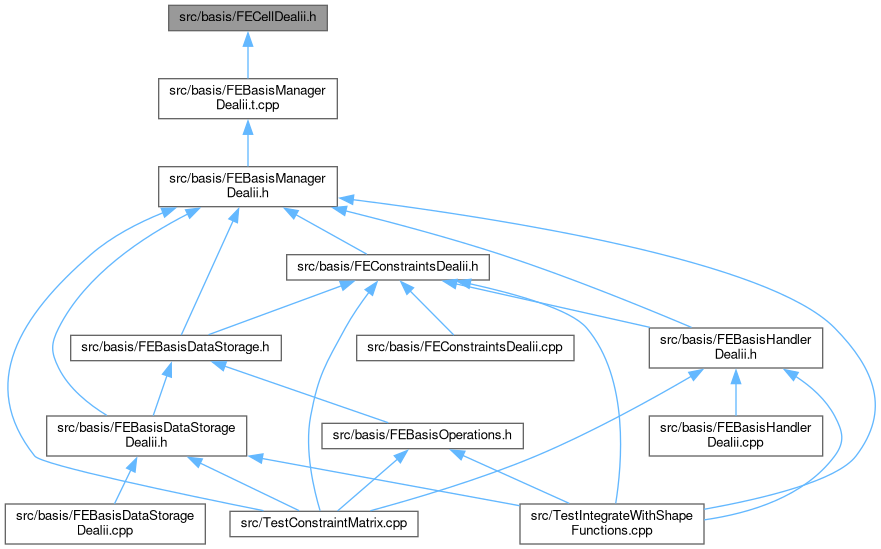 src/basis/FECellDealii.h
src/basis/FEBasisManager
Dealii.t.cpp
src/basis/FEBasisManager
Dealii.h
src/basis/FEConstraintsDealii.h
src/basis/FEBasisDataStorage.h
src/basis/FEConstraintsDealii.cpp
src/basis/FEBasisHandler
Dealii.h
src/basis/FEBasisDataStorage
Dealii.h
src/basis/FEBasisOperations.h
src/basis/FEBasisHandler
Dealii.cpp
src/basis/FEBasisDataStorage
Dealii.cpp
src/TestConstraintMatrix.cpp
src/TestIntegrateWithShape
Functions.cpp